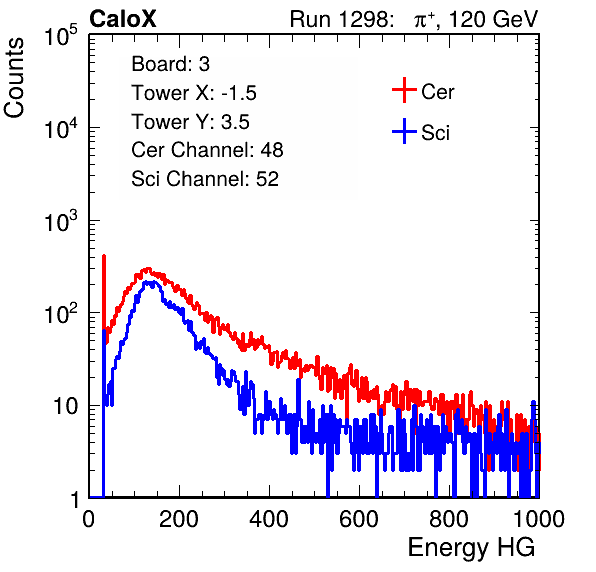 CaloX Run 1298: π⁺, 120 GeV
Counts
Board: 3
Tower X: -1.5
Tower Y: 3.5
Cer Channel: 48
Sci Channel: 52
Cer
Sci
10⁵
10⁴
10³
10²
10
1
0 200 400 600 800 1000
Energy HG